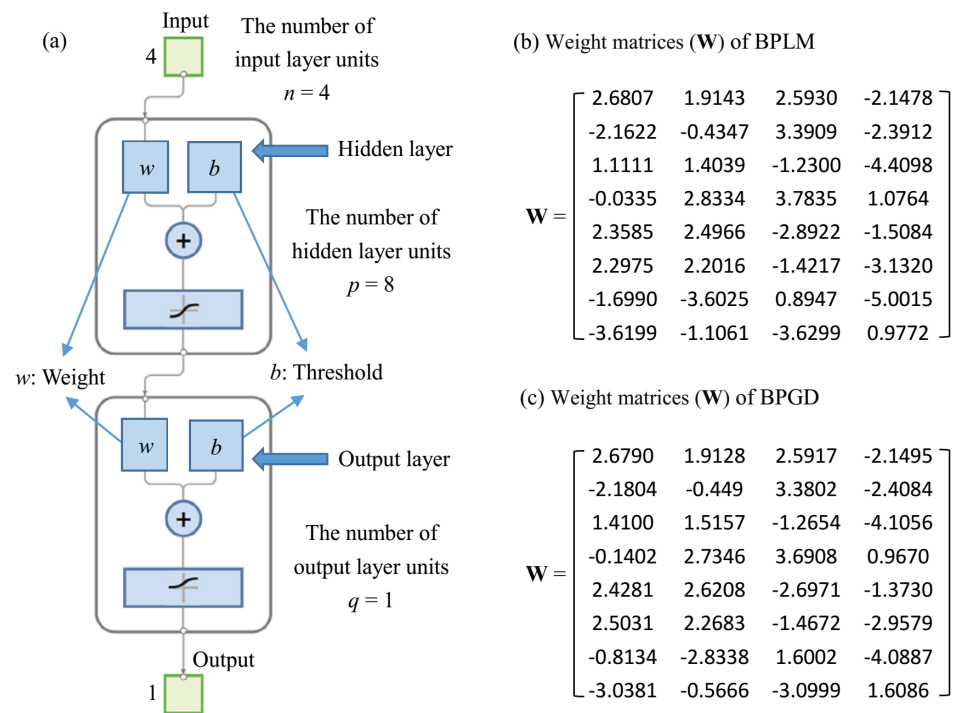 (a)
Input
4
The number of
input layer units
n = 4
w
b
Hidden layer
+
The number of
hidden layer units
p = 8
w: Weight
b: Threshold
w
b
Output layer
+
The number of
output layer units
q = 1
Output
1
(b) Weight matrices (W) of BPLM
W =
2.6807 1.9143 2.5930 -2.1478
-2.1622 -0.4347 3.3909 -2.3912
1.1111 1.4039 -1.2300 -4.4098
-0.0335 2.8334 3.7835 1.0764
2.3585 2.4966 -2.8922 -1.5084
2.2975 2.2016 -1.4217 -3.1320
-1.6990 -3.6025 0.8947 -5.0015
-3.6199 -1.1061 -3.6299 0.9772
(c) Weight matrices (W) of BPGD
W =
2.6790 1.9128 2.5917 -2.1495
-2.1804 -0.449 3.3802 -2.4084
1.4100 1.5157 -1.2654 -4.1056
-0.1402 2.7346 3.6908 0.9670
2.4281 2.6208 -2.6971 -1.3730
2.5031 2.2683 -1.4672 -2.9579
-0.8134 -2.8338 1.6002 -4.0887
-3.0381 -0.5666 -3.0999 1.6086